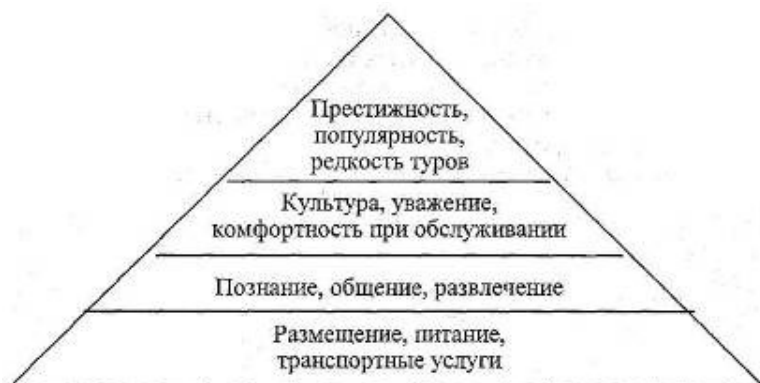 Престижность,
популярность,
редкость туров
Культура, уважение,
комфортность при обслуживании
Познание, общение, развлечение
Размещение, питание,
транспортные услуги